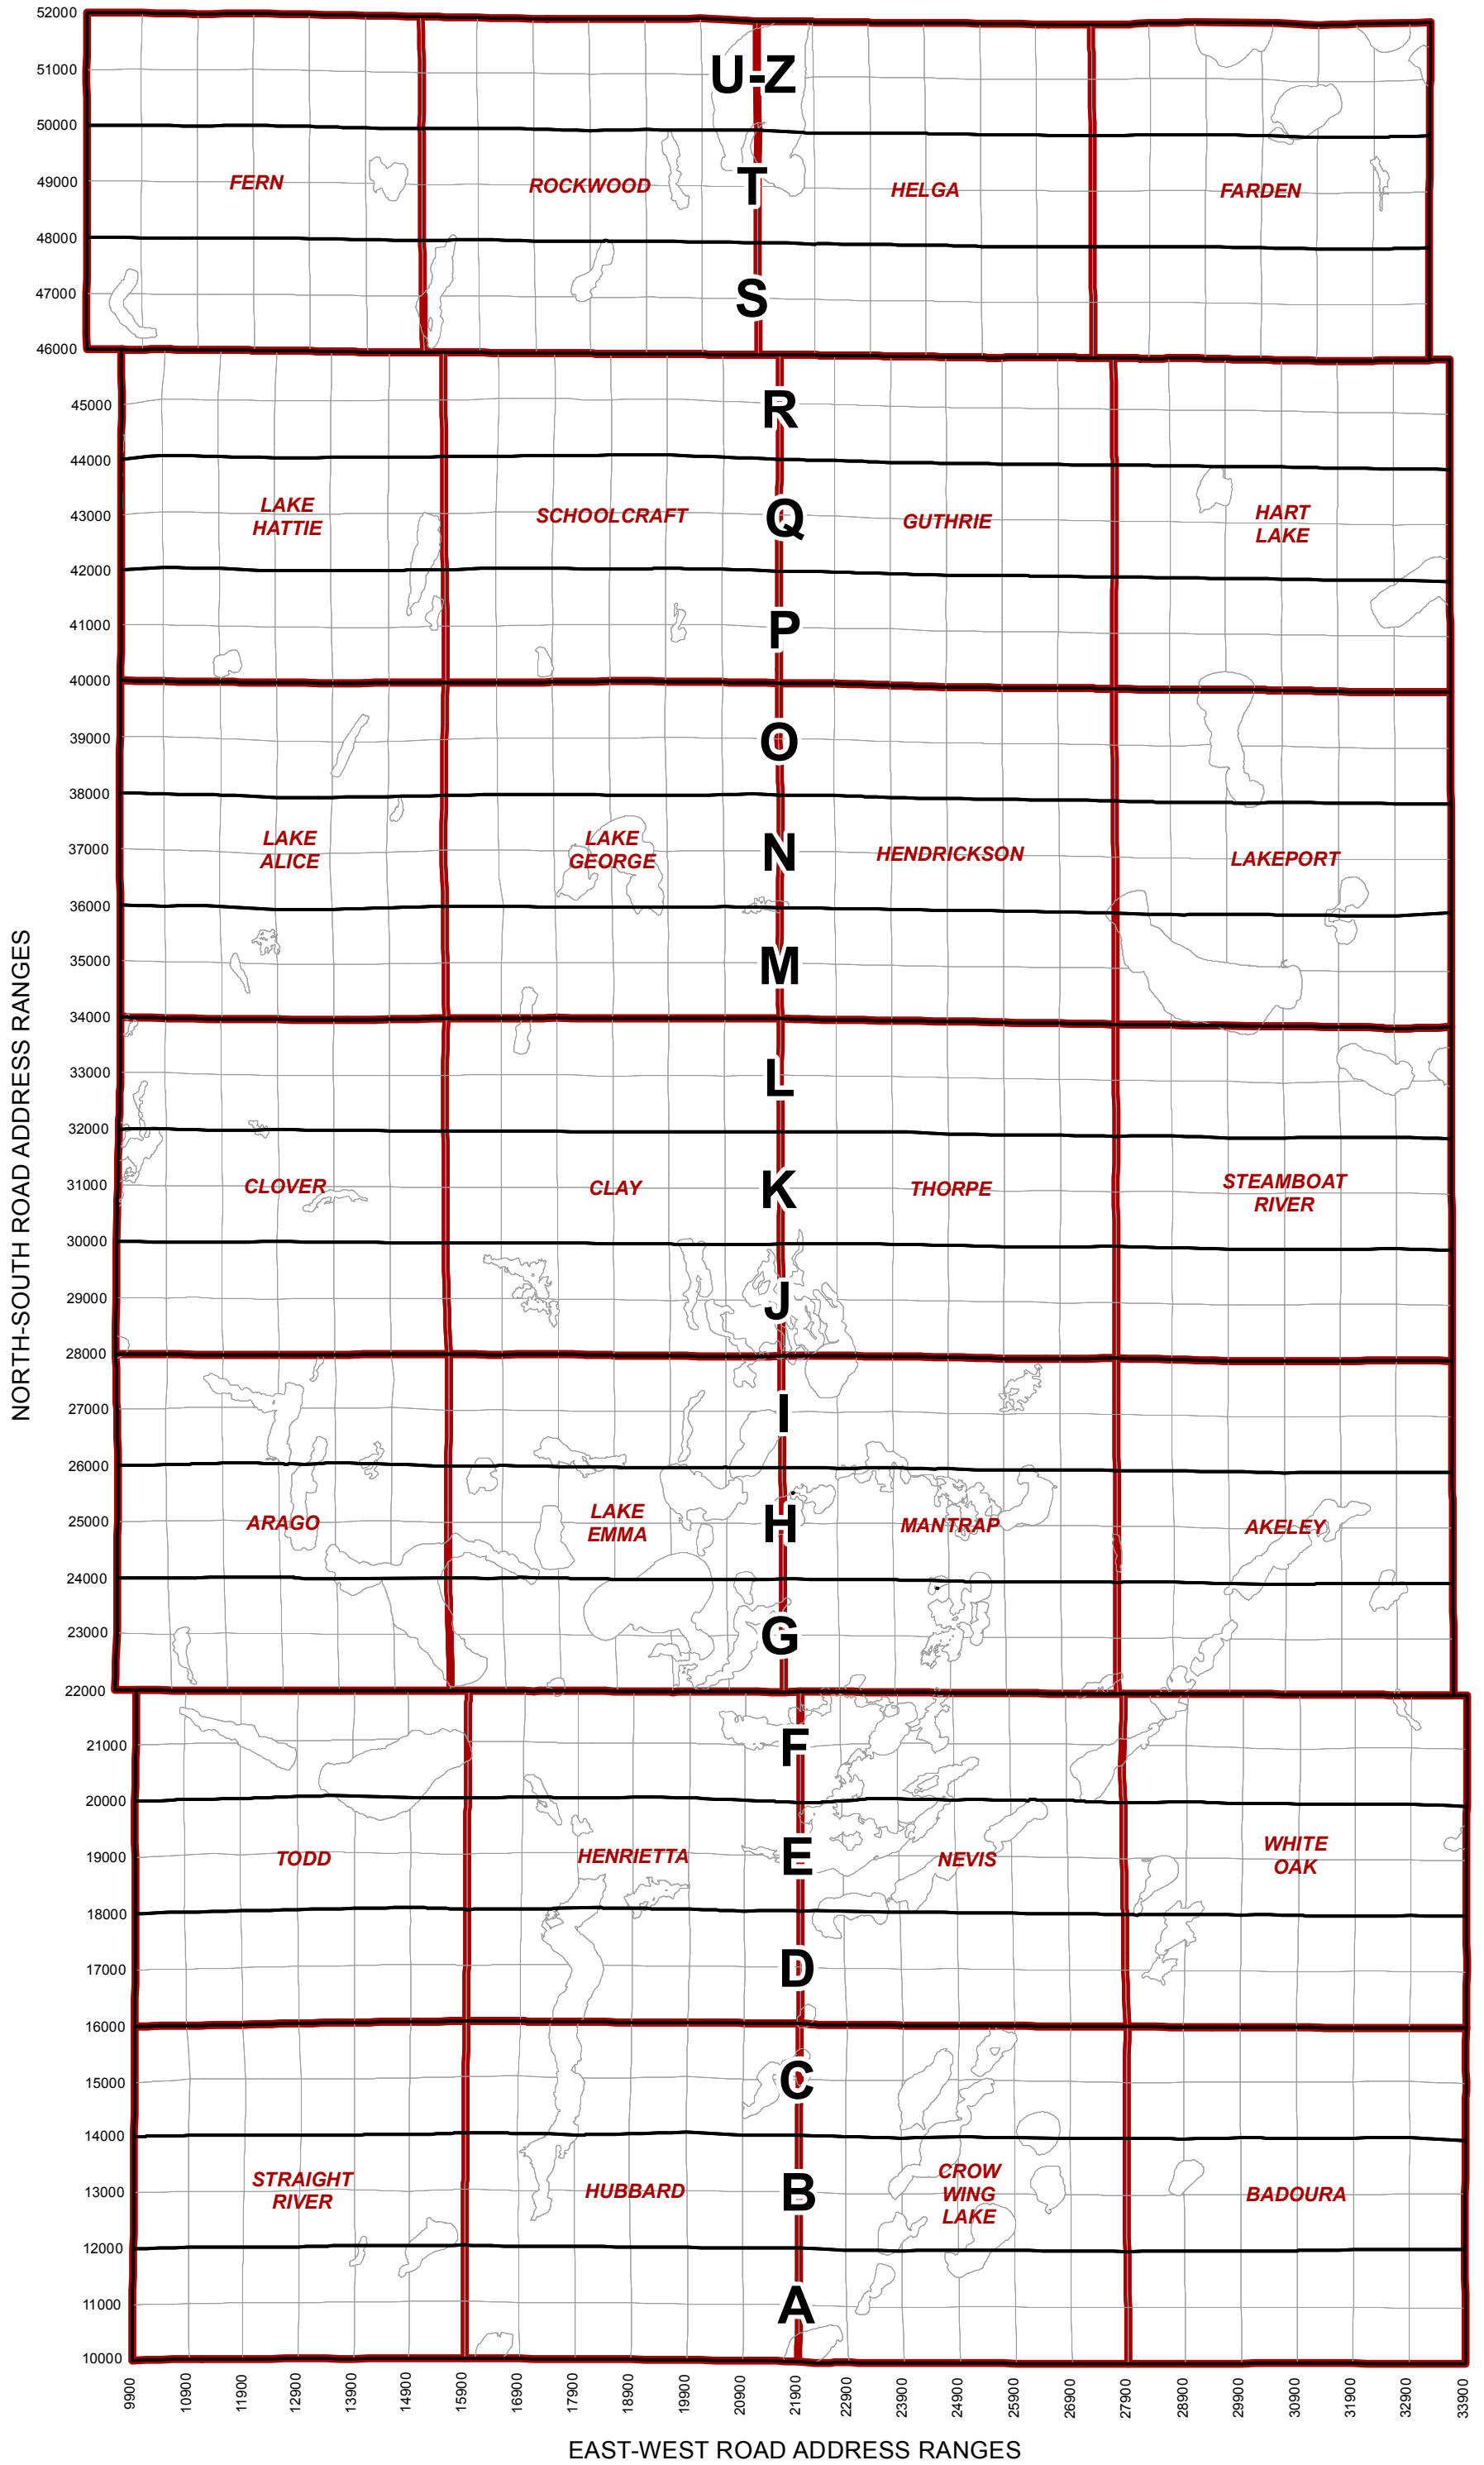 52000
51000
U-Z
50000
49000
FERN
ROCKWOOD
T
HELGA
FARDEN
48000
47000
S
46000
45000
R
44000
LAKE
HATTIE
43000
SCHOOLCRAFT
Q
GUTHRIE
HART
LAKE
42000
41000
P
40000
39000
O
38000
LAKE
ALICE
37000
LAKE
GEORGE
N
HENDRICKSON
LAKEPORT
36000
35000
M
34000
33000
L
32000
31000
CLOVER
CLAY
K
THORPE
STEAMBOAT
RIVER
30000
29000
J
28000
27000
I
26000
25000
ARAGO
LAKE
EMMA
H
MANTRAP
AKELEY
24000
23000
G
22000
21000
F
20000
19000
TODD
HENRIETTA
E
NEVIS
WHITE
OAK
18000
17000
D
16000
15000
C
14000
STRAIGHT
RIVER
13000
HUBBARD
B
CROW
WING
LAKE
BADOURA
12000
11000
A
10000
NORTH-SOUTH ROAD ADDRESS RANGES
9900
10900
11900
12900
13900
14900
15900
16900
17900
18900
19900
20900
21900
22900
23900
24900
25900
26900
27900
28900
29900
30900
31900
32900
33900
EAST-WEST ROAD ADDRESS RANGES